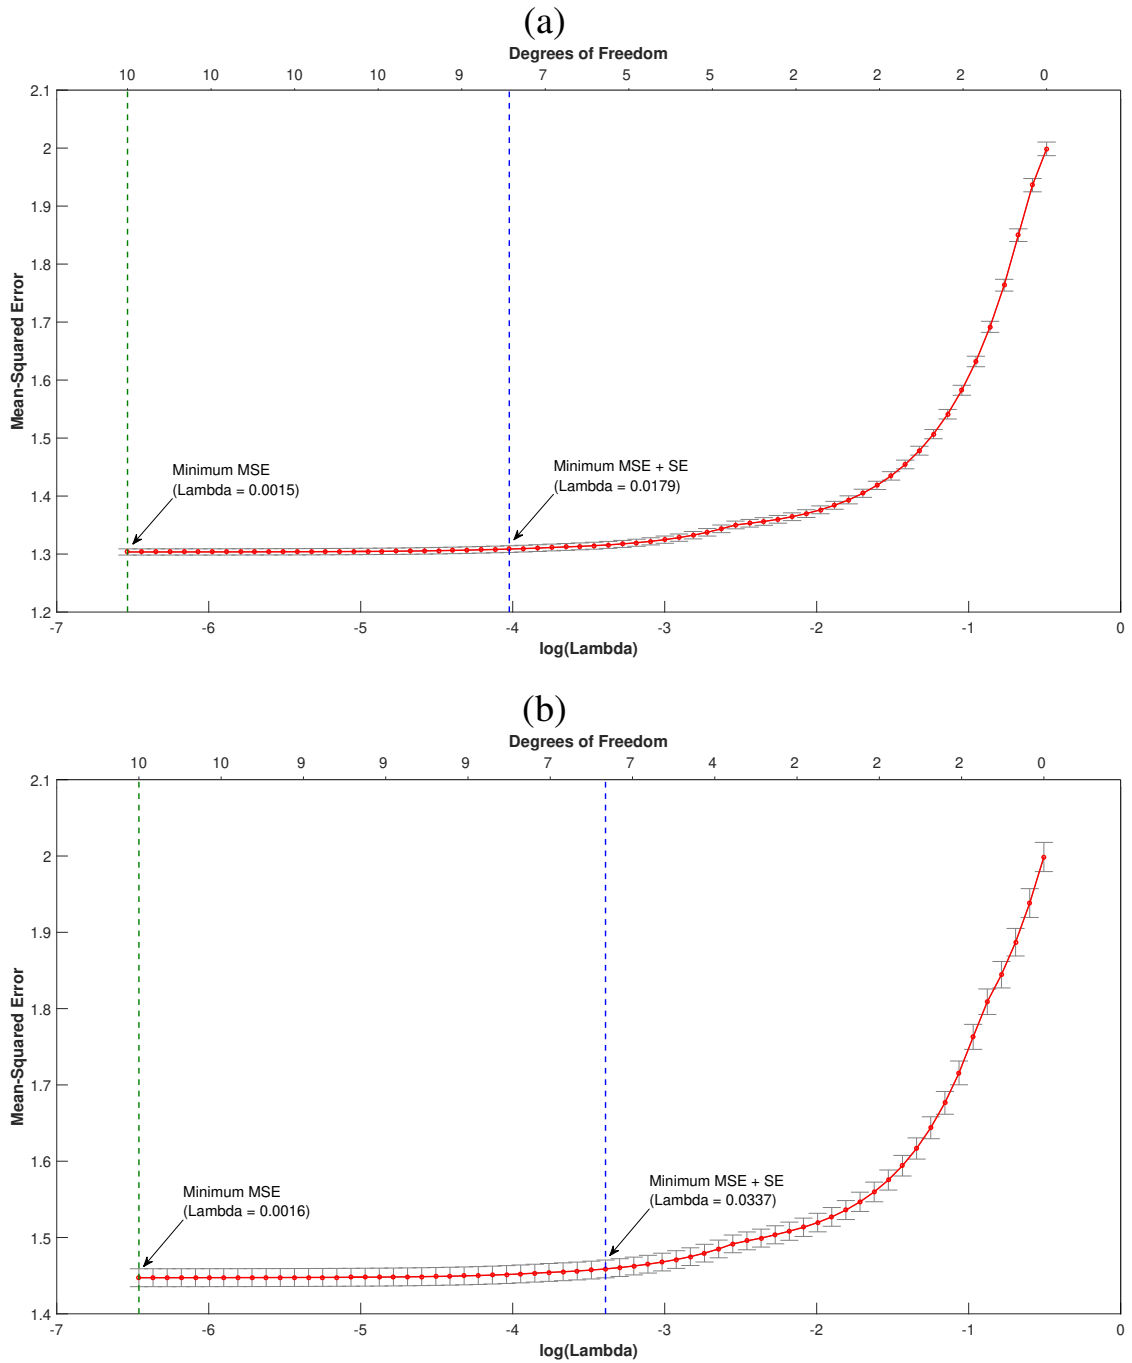 (a)
Degrees of Freedom
10 10 10 10 9 7 5 5 2 2 2 0
2.1
2
1.9
1.8
1.7
1.6
1.5
1.4
1.3
1.2
Mean-Squared Error
Minimum MSE
(Lambda = 0.0015)
Minimum MSE + SE
(Lambda = 0.0179)
-7 -6 -5 -4 -3 -2 -1 0
log(Lambda)
(b)
Degrees of Freedom
10 10 9 9 9 7 7 4 2 2 2 0
2.1
2
1.9
1.8
1.7
1.6
1.5
1.4
Mean-Squared Error
Minimum MSE
(Lambda = 0.0016)
Minimum MSE + SE
(Lambda = 0.0337)
-7 -6 -5 -4 -3 -2 -1 0
log(Lambda)